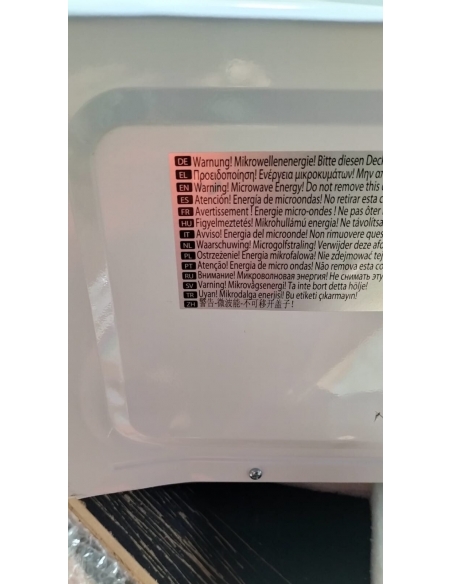 DE Warnung! Mikrowellenenergie! Bitte diesen Deck
EL Προειδοποίηση! Ενέργεια μικροκυμάτων! Μην απ
EN Warning! Microwave Energy! Do not remove this
ES Atención! Energía de microondas! No retirar esta
FR Avertissement ! Énergie micro-ondes ! Ne pas ôter
HU Figyelmeztetés! Mikrohullámú energia! Ne távolítsa
IT Avviso! Energia del microonde! Non rimuovere ques
NL Waarschuwing! Microgolfstraling! Verwijder deze afd
PL Ostrzeżenie! Energia mikrofalowa! Nie zdejmować tej
PT Atenção! Energia de micro ondas! Não remova esta co
RU Внимание! Микроволновая энергия! Не снимать эту
SV Varning! Mikrovågsenergi! Ta inte bort detta hölje!
TR Uyarı! Mikrodalga enerjisi! Bu etiketi çıkarmayın!
ZH 警告-微波能-不可移开盖子!